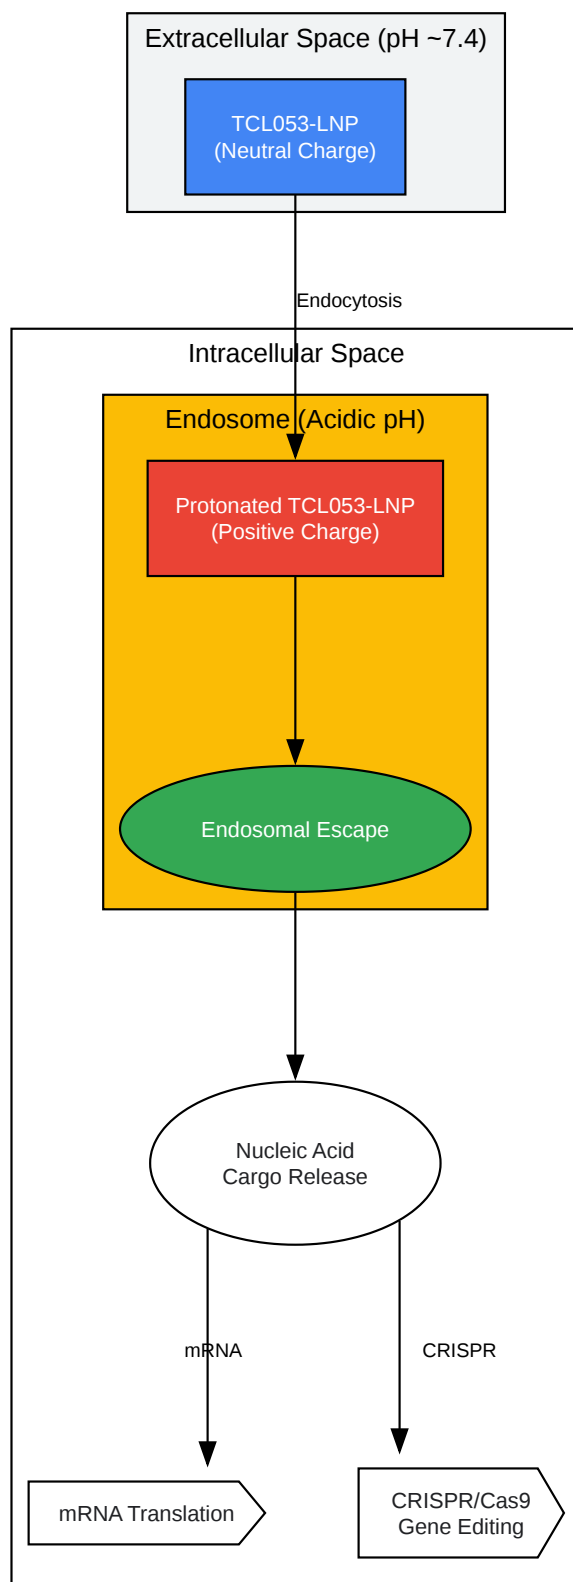 Extracellular Space (pH ~7.4)
TCL053-LNP
(Neutral Charge)
Endocytosis
Intracellular Space
Endosome (Acidic pH)
Protonated TCL053-LNP
(Positive Charge)
Endosomal Escape
Nucleic Acid
Cargo Release
mRNA
CRISPR
mRNA Translation
CRISPR/Cas9
Gene Editing